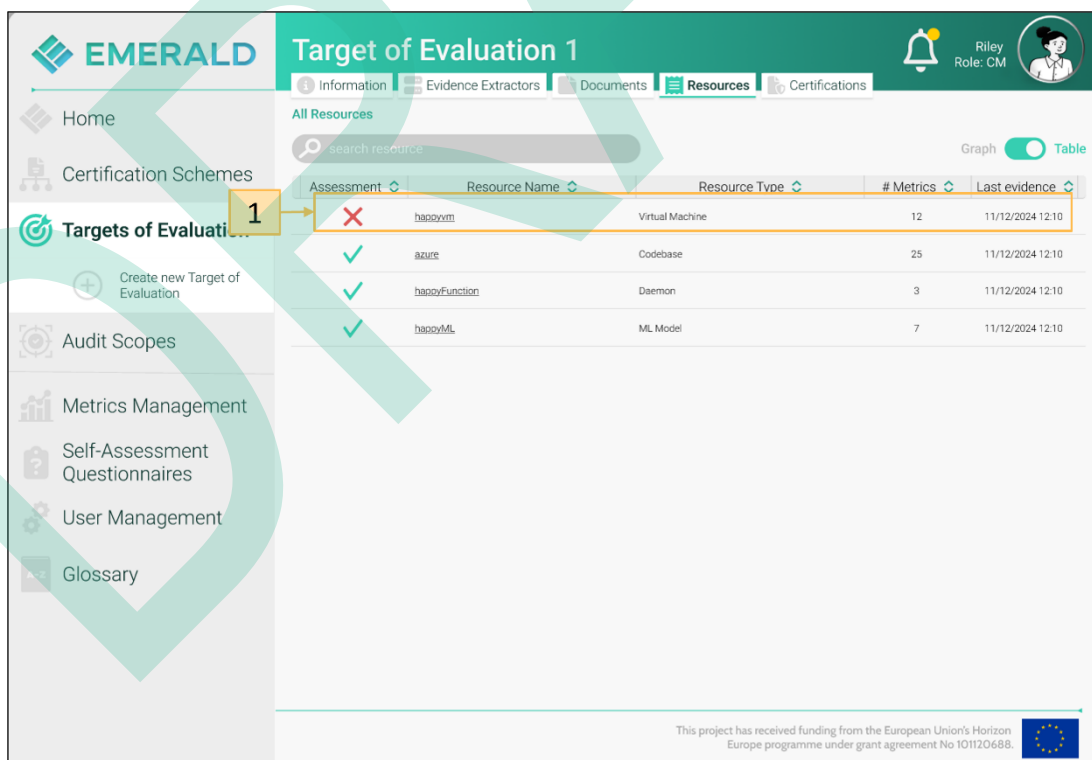 EMERALD
Target of Evaluation 1
Riley
Role: CM
Information
Evidence Extractors
Documents
Resources
Certifications
Home
Certification Schemes
Targets of Evaluation
Create new Target of
Evaluation
Audit Scopes
Metrics Management
Self-Assessment
Questionnaires
User Management
A-Z
Glossary
All Resources
search resource
Graph
Table
Assessment Resource Name Resource Type # Metrics Last evidence
1
happyvm Virtual Machine 12 11/12/2024 12:10
azure Codebase 25 11/12/2024 12:10
happyFunction Daemon 3 11/12/2024 12:10
happyML ML Model 7 11/12/2024 12:10
This project has received funding from the European Union's Horizon
Europe programme under grant agreement No 101120688.